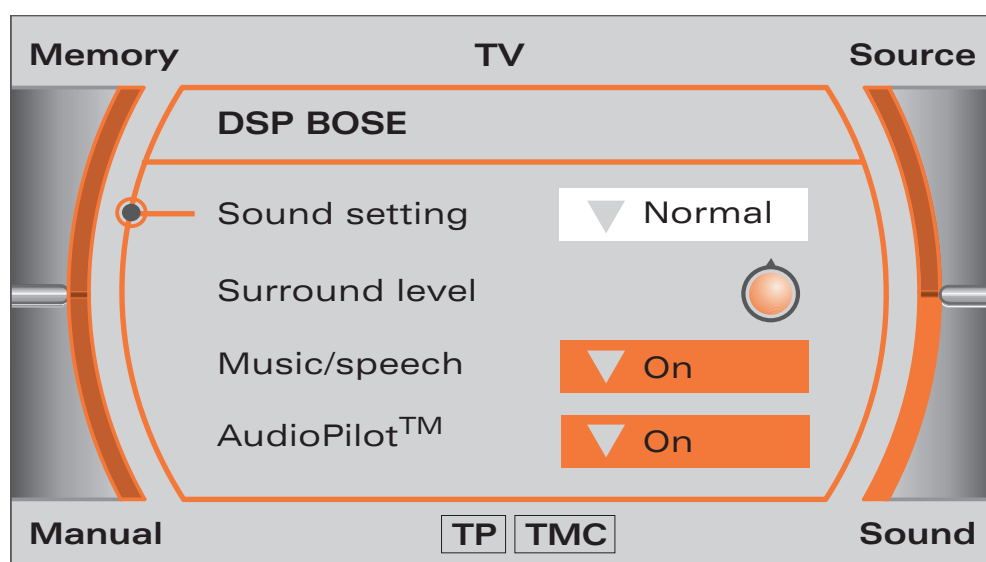 Memory TV Source
DSP BOSE
Sound setting Normal
Surround level
Music/speech On
AudioPilot™ On
Manual TP TMC Sound